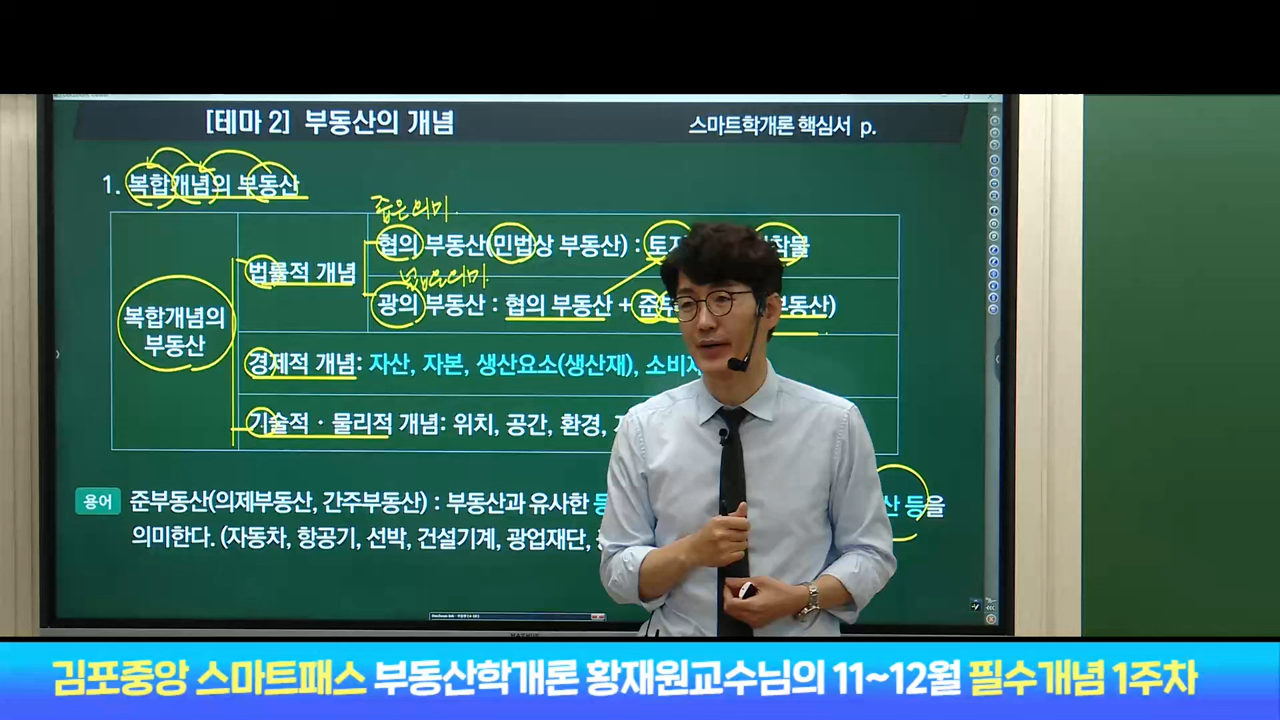 [테마 2] 부동산의 개념
스마트학개론 핵심서 p.
1. 복합개념의 부동산
좁은의미.
협의 부동산(민법상 부동산) : 토지 착물
법률적 개념
넓은의미.
광의 부동산 : 협의 부동산 + 준부 부동산)
복합개념의
부동산
경제적 개념: 자산, 자본, 생산요소(생산재), 소비재
기술적 · 물리적 개념: 위치, 공간, 환경,
용어
준부동산(의제부동산, 간주부동산) : 부동산과 유사한 등 산 등을
의미한다. (자동차, 항공기, 선박, 건설기계, 광업재단,
김포중앙 스마트패스 부동산학개론 황재원교수님의 11~12월 필수개념 1주차